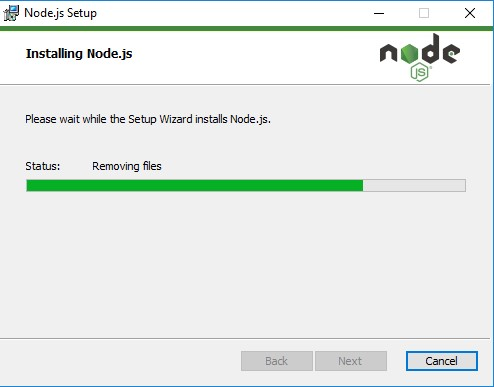 Node.js Setup
Installing Node.js
node
JS
Please wait while the Setup Wizard installs Node.js.
Status: Removing files
Back Next Cancel